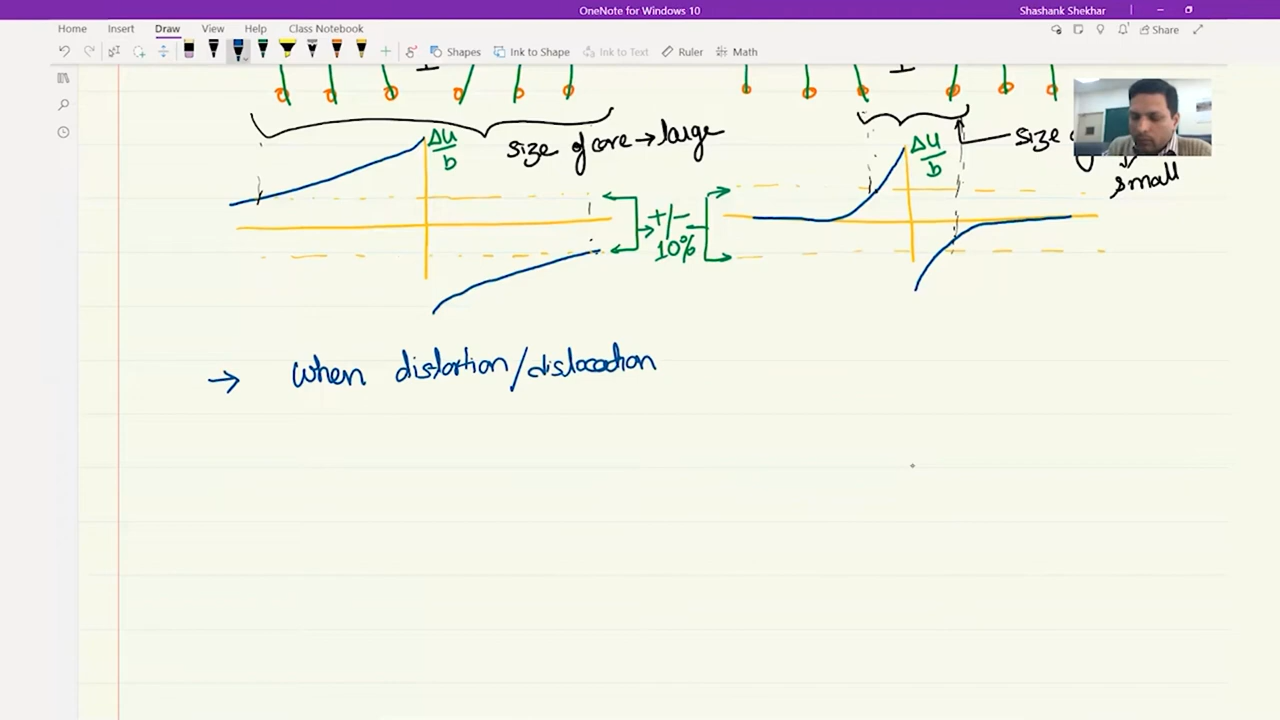 OneNote for Windows 10
Shashank Shekhar
Home Insert Draw View Help Class Notebook
Share
Shapes Ink to Shape Ink to Text Ruler Math
size of core → large
size
small
Δu/b
Δu/b
+/-
10%
→ when distortion/dislocation